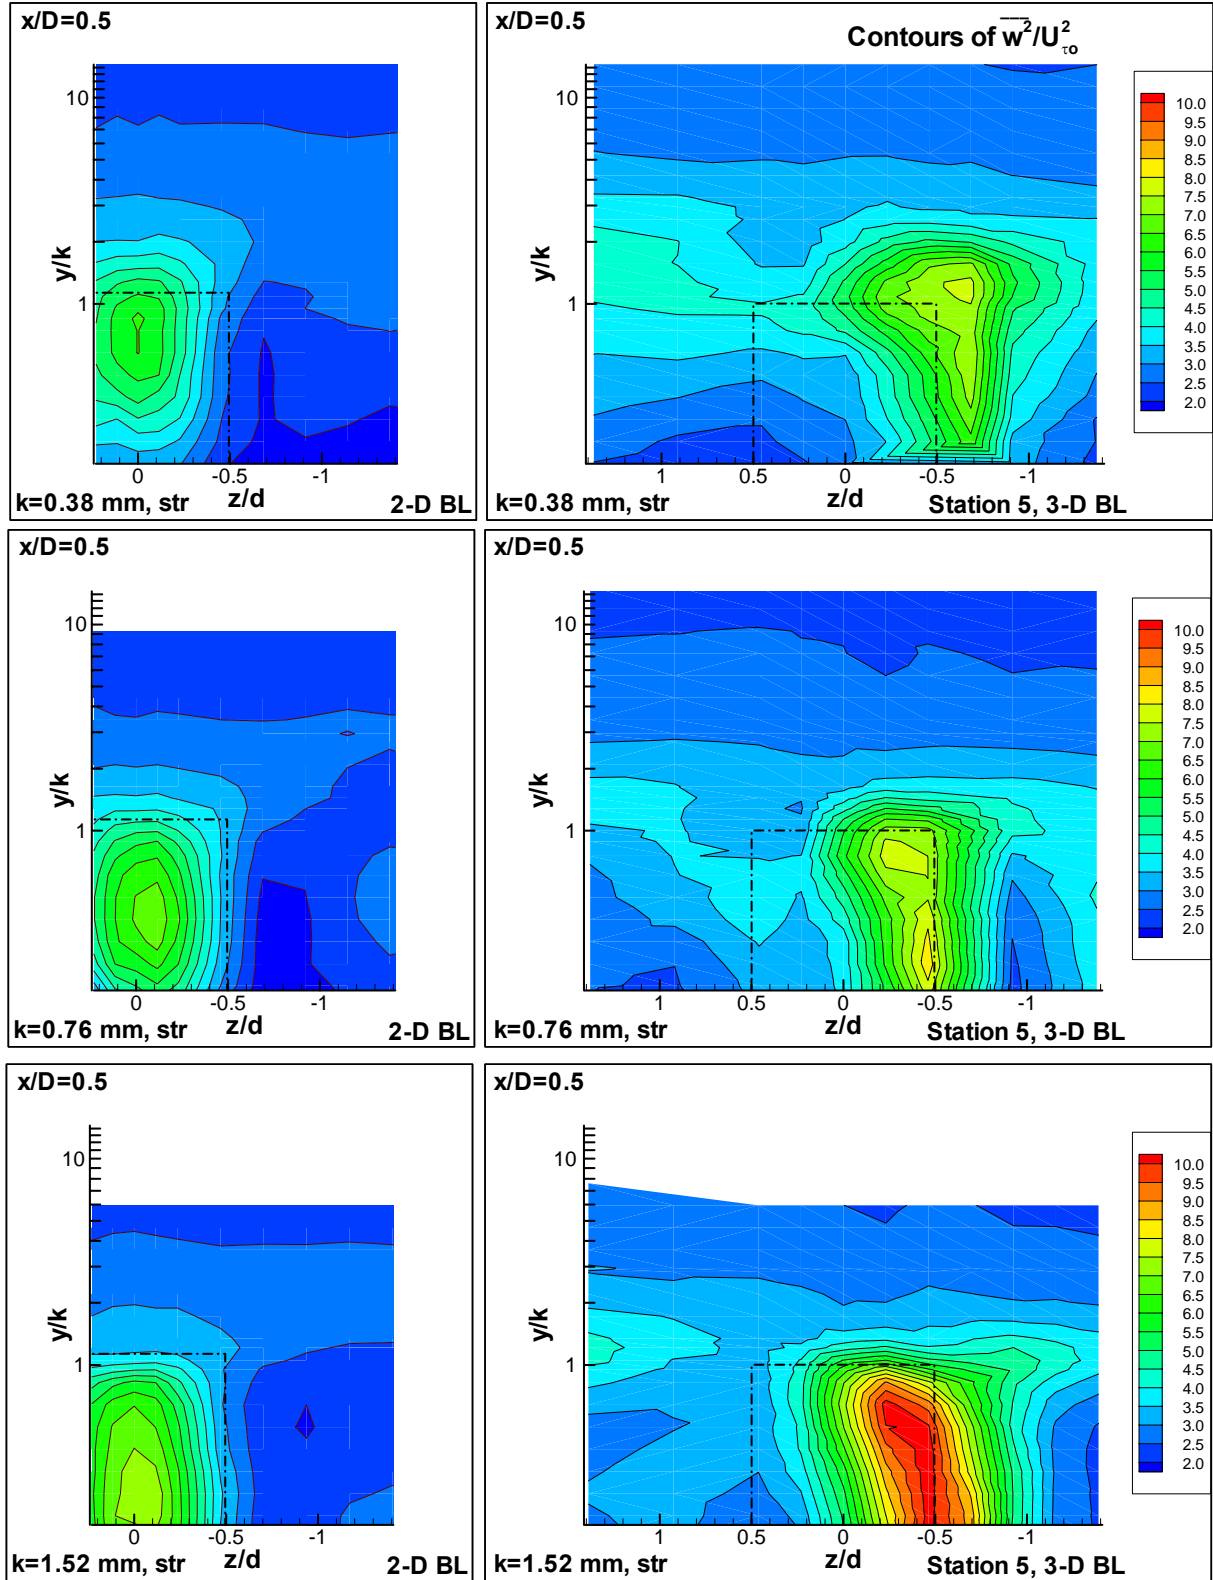 x/D=0.5
10
1
y/k
0
-0.5
-1
z/d
k=0.38 mm, str
2-D BL
x/D=0.5
Contours of w²/U²τo
10
1
y/k
1
0.5
0
-0.5
-1
z/d
k=0.38 mm, str
Station 5, 3-D BL
10.0
9.5
9.0
8.5
8.0
7.5
7.0
6.5
6.0
5.5
5.0
4.5
4.0
3.5
3.0
2.5
2.0
x/D=0.5
10
1
y/k
0
-0.5
-1
z/d
k=0.76 mm, str
2-D BL
x/D=0.5
10
1
y/k
1
0.5
0
-0.5
-1
z/d
k=0.76 mm, str
Station 5, 3-D BL
10.0
9.5
9.0
8.5
8.0
7.5
7.0
6.5
6.0
5.5
5.0
4.5
4.0
3.5
3.0
2.5
2.0
x/D=0.5
10
1
y/k
0
-0.5
-1
z/d
k=1.52 mm, str
2-D BL
x/D=0.5
10
1
y/k
1
0.5
0
-0.5
-1
z/d
k=1.52 mm, str
Station 5, 3-D BL
10.0
9.5
9.0
8.5
8.0
7.5
7.0
6.5
6.0
5.5
5.0
4.5
4.0
3.5
3.0
2.5
2.0